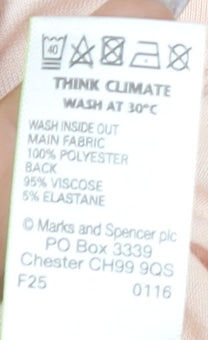 40
THINK CLIMATE
WASH AT 30°C
WASH INSIDE OUT
MAIN FABRIC
100% POLYESTER
BACK
95% VISCOSE
5% ELASTANE
© Marks and Spencer plc
PO Box 3339
Chester CH99 9QS
F25 0116